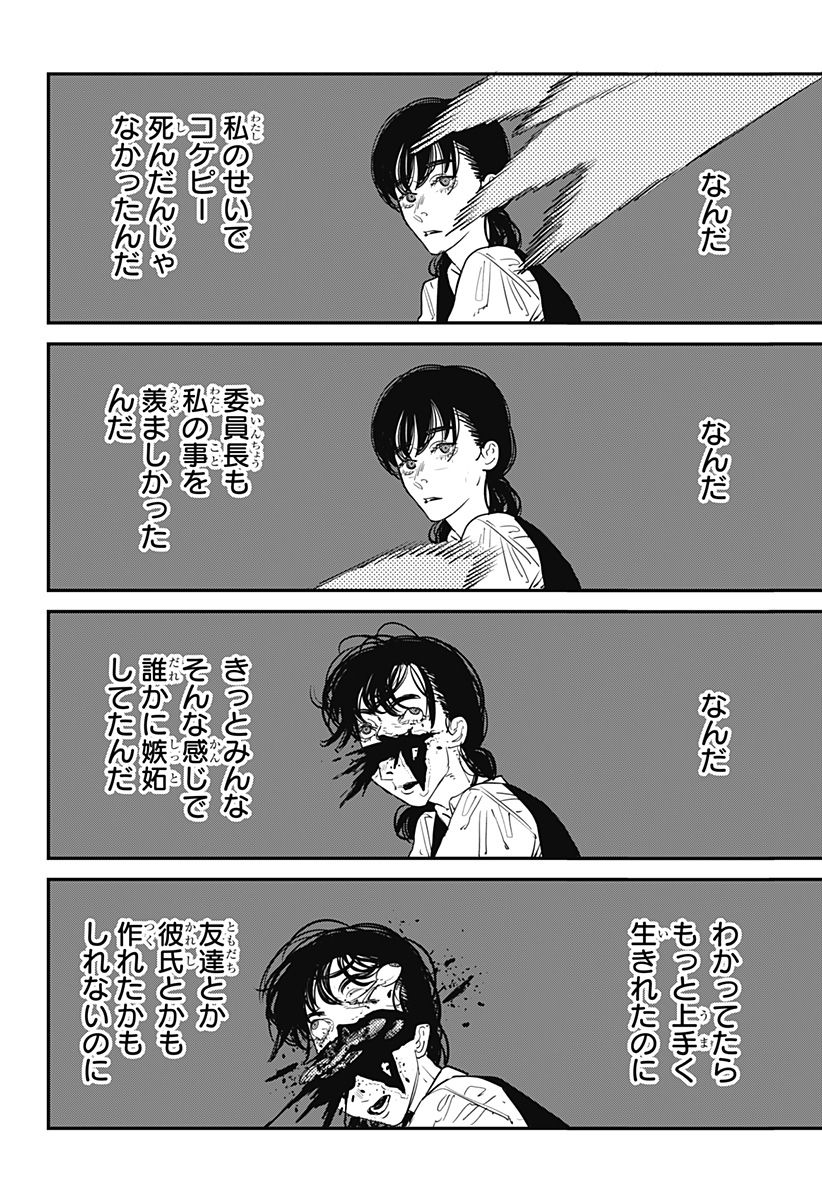 なんだ
私のせいで
コケピー
死んだんじゃ
なかったんだ
なんだ
委員長も
私の事を
羨ましかった
んだ
なんだ
きっとみんな
そんな感じで
誰かに嫉妬
してたんだ
わかってたら
もっと上手く
生きれたのに
友達とか
彼氏とかも
作れたかも
しれないのに